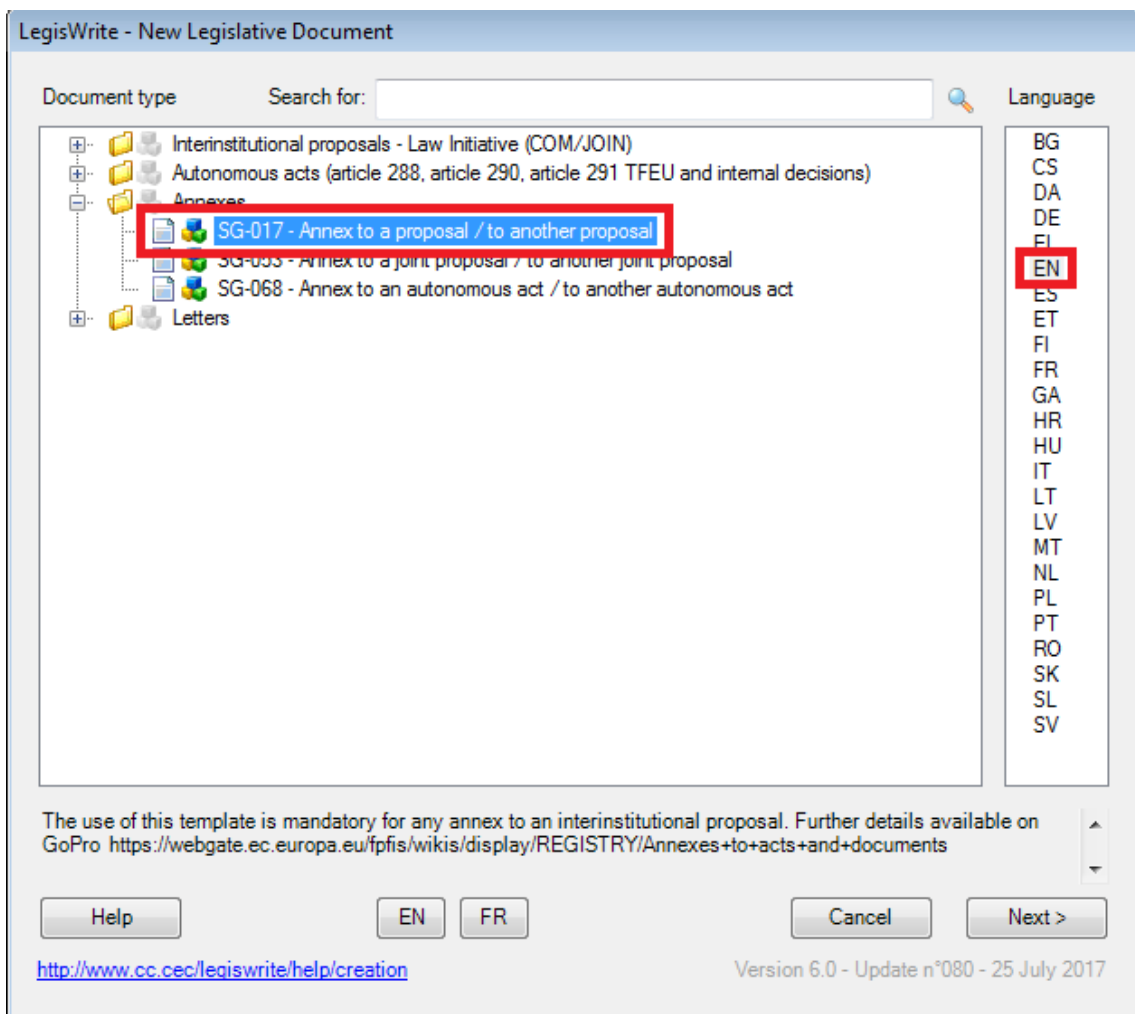 LegisWrite - New Legislative Document
Document type Search for: Language
Interinstitutional proposals - Law Initiative (COM/JOIN)
Autonomous acts (article 288, article 290, article 291 TFEU and internal decisions)
Annexes
SG-017 - Annex to a proposal / to another proposal
SG-053 - Annex to a joint proposal / to another joint proposal
SG-068 - Annex to an autonomous act / to another autonomous act
Letters
BG
CS
DA
DE
EL
EN
ES
ET
FI
FR
GA
HR
HU
IT
LT
LV
MT
NL
PL
PT
RO
SK
SL
SV
The use of this template is mandatory for any annex to an interinstitutional proposal. Further details available on
GoPro https://webgate.ec.europa.eu/fpfis/wikis/display/REGISTRY/Annexes+to+acts+and+documents
Help EN FR Cancel Next >
http://www.cc.cec/legiswrite/help/creation Version 6.0 - Update n°080 - 25 July 2017